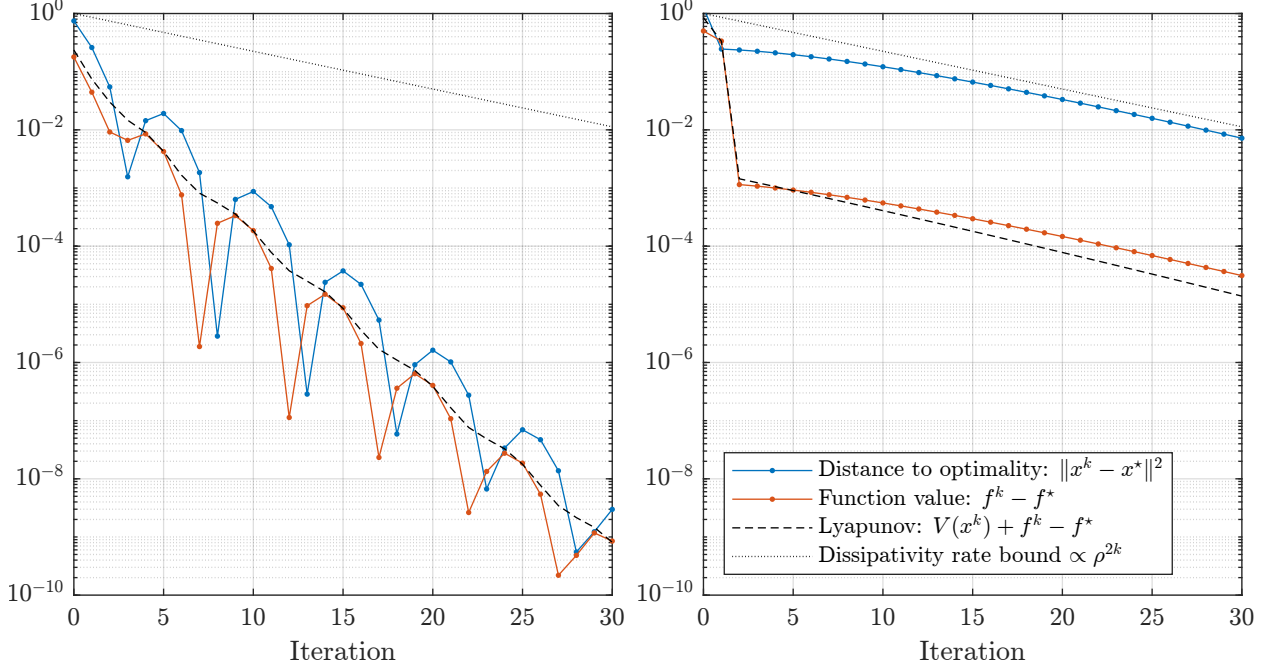 10^0
10^{-2}
10^{-4}
10^{-6}
10^{-8}
10^{-10}
0 5 10 15 20 25 30
Iteration
10^0
10^{-2}
10^{-4}
10^{-6}
10^{-8}
10^{-10}
0 5 10 15 20 25 30
Iteration
Distance to optimality: ‖x^k − x^⋆‖^2
Function value: f^k − f^⋆
Lyapunov: V(x^k) + f^k − f^⋆
Dissipativity rate bound ∝ ρ^{2k}